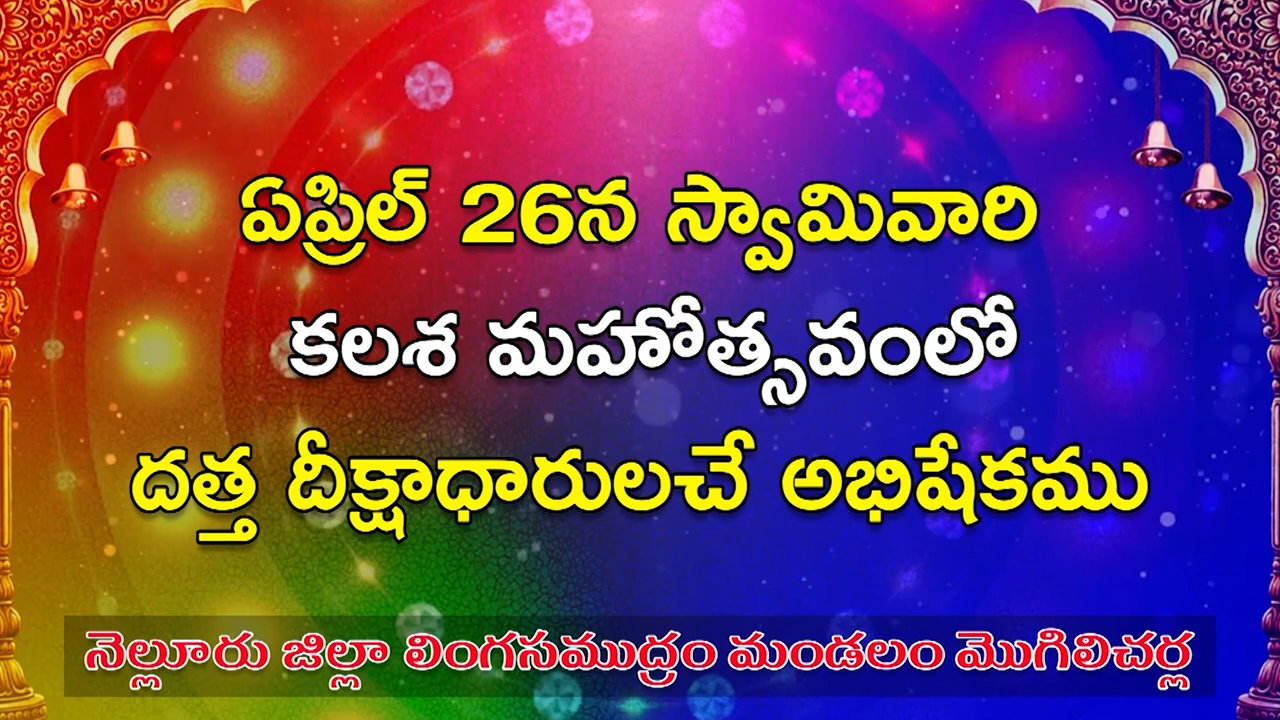 ఏప్రిల్ 26న స్వామివారి
కలశ మహోత్సవంలో
దత్త దీక్షాధారులచే అభిషేకము
నెల్లూరు జిల్లా లింగసముద్రం మండలం మొగిలిచర్ల